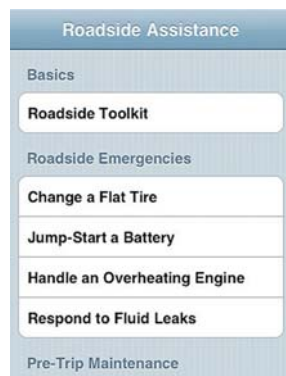 Roadside Assistance
Basics
Roadside Toolkit
Roadside Emergencies
Change a Flat Tire
Jump-Start a Battery
Handle an Overheating Engine
Respond to Fluid Leaks
Pre-Trip Maintenance